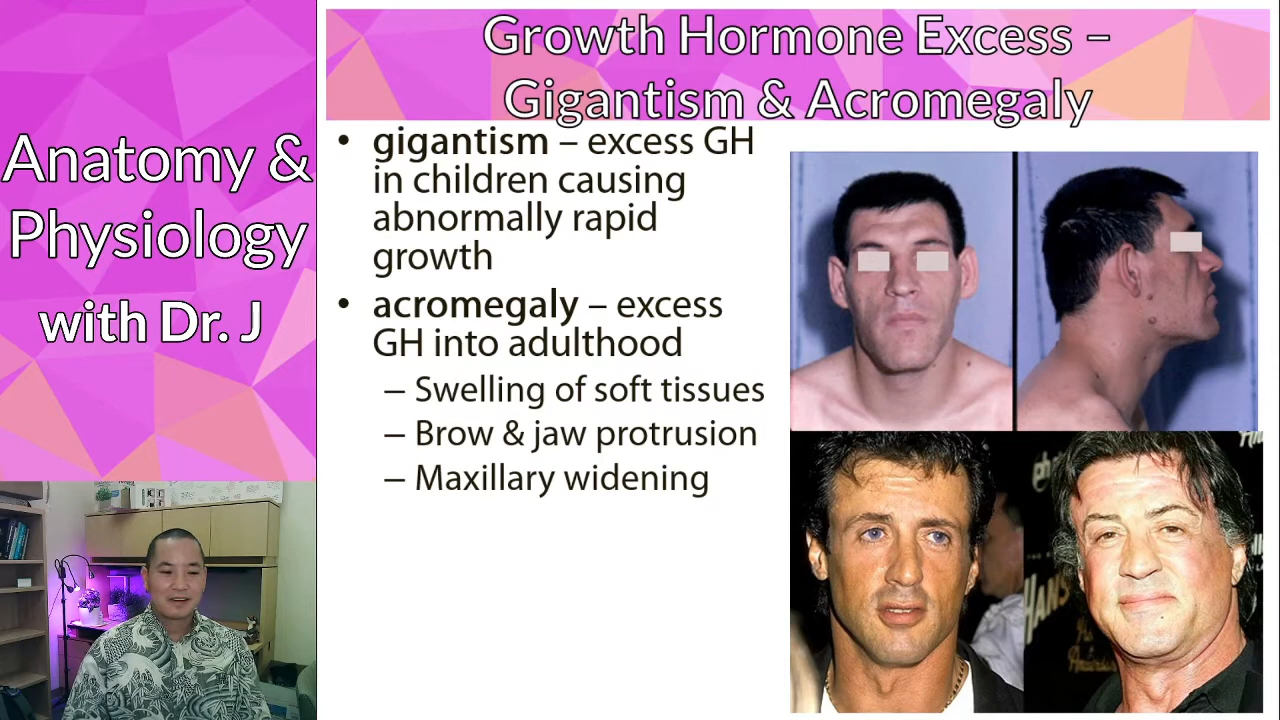 Anatomy &
Physiology
with Dr. J
Growth Hormone Excess –
Gigantism & Acromegaly
• gigantism – excess GH
in children causing
abnormally rapid
growth
• acromegaly – excess
GH into adulthood
– Swelling of soft tissues
– Brow & jaw protrusion
– Maxillary widening